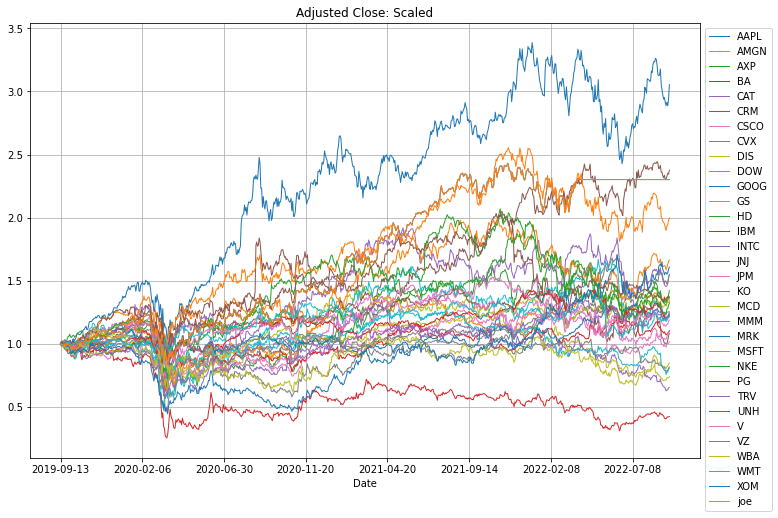 Adjusted Close: Scaled
3.5
3.0
2.5
2.0
1.5
1.0
0.5
2019-09-13 2020-02-06 2020-06-30 2020-11-20 2021-04-20 2021-09-14 2022-02-08 2022-07-08
Date
AAPL
AMGN
AXP
BA
CAT
CRM
CSCO
CVX
DIS
DOW
GOOG
GS
HD
IBM
INTC
JNJ
JPM
KO
MCD
MMM
MRK
MSFT
NKE
PG
TRV
UNH
V
VZ
WBA
WMT
XOM
joe